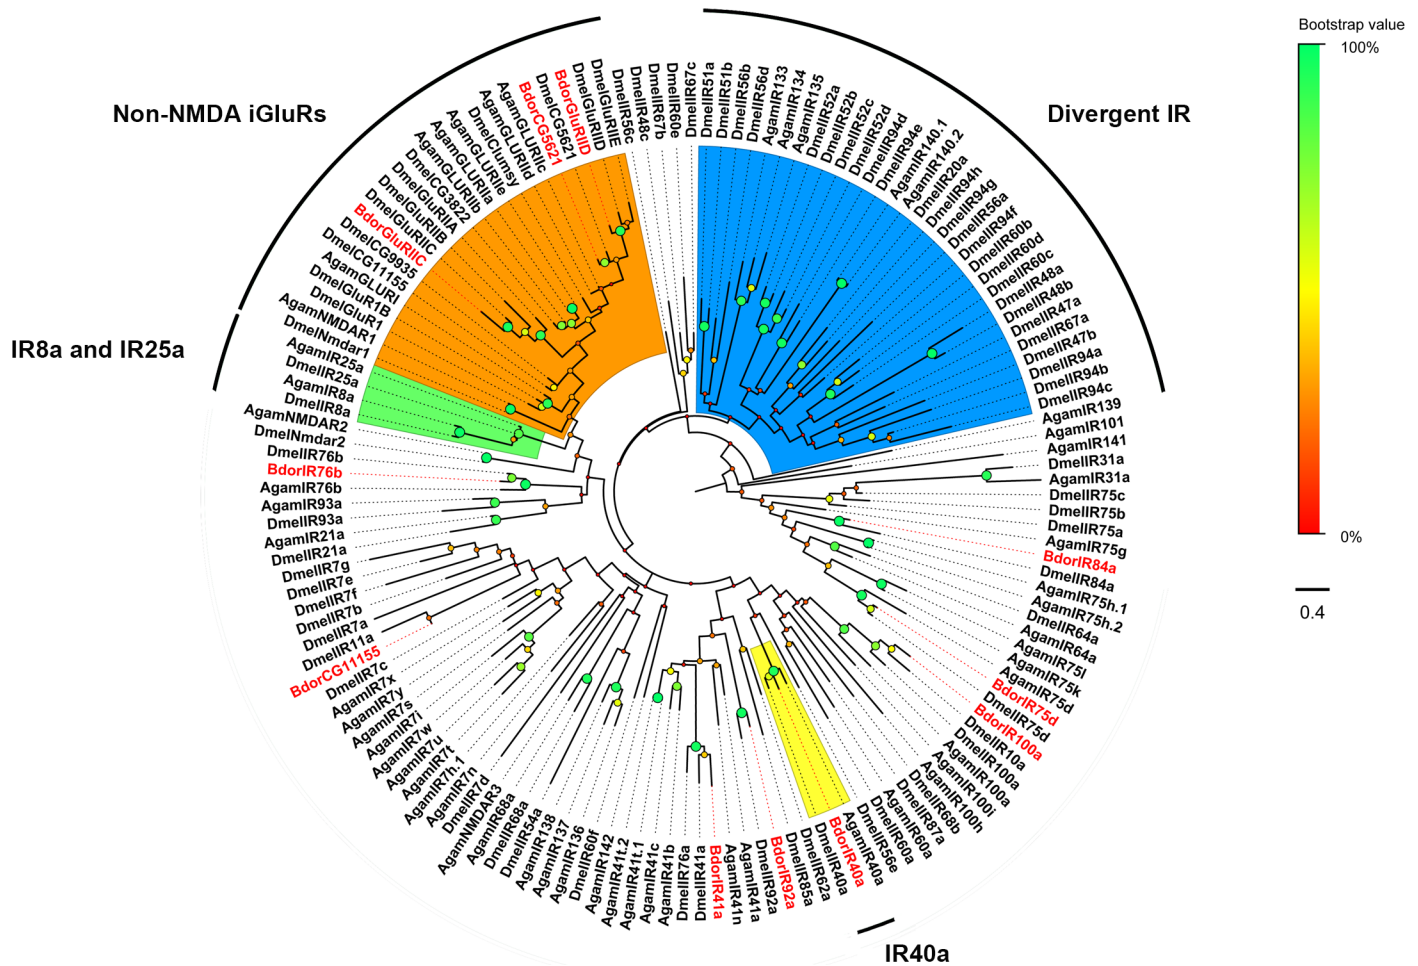 Bootstrap value
100%
0%
0.4
Non-NMDA iGluRs
Divergent IR
IR8a and IR25a
IR40a
DmelIR67c
DmelIR51a
DmelIR51b
DmelIR56b
DmelIR56d
AgamIR133
AgamIR134
AgamIR135
DmelIR52a
DmelIR52b
DmelIR52c
DmelIR52d
DmelIR94d
DmelIR94e
AgamIR140.1
AgamIR140.2
DmelIR20a
DmelIR94h
DmelIR94g
DmelIR56a
DmelIR94f
DmelIR60b
DmelIR60d
DmelIR60c
DmelIR48a
DmelIR48b
DmelIR47a
DmelIR67a
DmelIR47b
DmelIR94a
DmelIR94b
DmelIR94c
AgamIR139
AgamIR101
AgamIR141
DmelIR31a
AgamIR31a
DmelIR75c
DmelIR75b
DmelIR75a
AgamIR75g
BdorIR84a
DmelIR84a
AgamIR75h.1
AgamIR75h.2
DmelIR64a
AgamIR64a
AgamIR75l
AgamIR75k
AgamIR75d
BdorIR75d
DmelIR75d
BdorIR100a
DmelIR10a
DmelIR100a
AgamIR100a
AgamIR100i
AgamIR100h
DmelIR68b
DmelIR87a
AgamIR60a
DmelIR60a
DmelIR56e
AgamIR40a
BdorIR40a
DmelIR40a
DmelIR62a
DmelIR85a
BdorIR92a
DmelIR92a
AgamIR41a
AgamIR41n
BdorIR41a
DmelIR41a
DmelIR76a
AgamIR41b
AgamIR41c
AgamIR41t.1
AgamIR41t.2
AgamIR142
DmelIR60f
AgamIR136
AgamIR137
AgamIR138
DmelIR54a
DmelIR68a
AgamIR68a
AgamNMDAR3
DmelIR7d
AgamIR7n
AgamIR7h.1
AgamIR7t
AgamIR7u
AgamIR7w
AgamIR7i
AgamIR7s
AgamIR7y
AgamIR7x
DmelIR7c
BdorCG11155
DmelIR11a
DmelIR7a
DmelIR7b
DmelIR7f
DmelIR7e
DmelIR7g
DmelIR21a
AgamIR21a
DmelIR93a
AgamIR93a
AgamIR76b
BdorIR76b
DmelIR76b
DmelNmdar2
AgamNMDAR2
DmelIR8a
AgamIR8a
DmelIR25a
AgamIR25a
DmelNmdar1
AgamNMDAR1
DmelGluR1
DmelGluR1B
AgamGLURI
DmelCG11155
DmelCG9935
BdorGluRIIC
DmelGluRIIC
DmelGluRIIB
DmelGluRIIA
DmelCG3822
AgamGLURIIb
AgamGLURIIa
AgamGLURIIe
DmelClumsy
AgamGLURIId
AgamGLURIIc
BdorCG5621
DmelCG5621
BdorGluRIID
DmelGluRIID
DmelGluRIIE
DmelIR56c
DmelIR48c
DmelIR67b
DmelIR60e